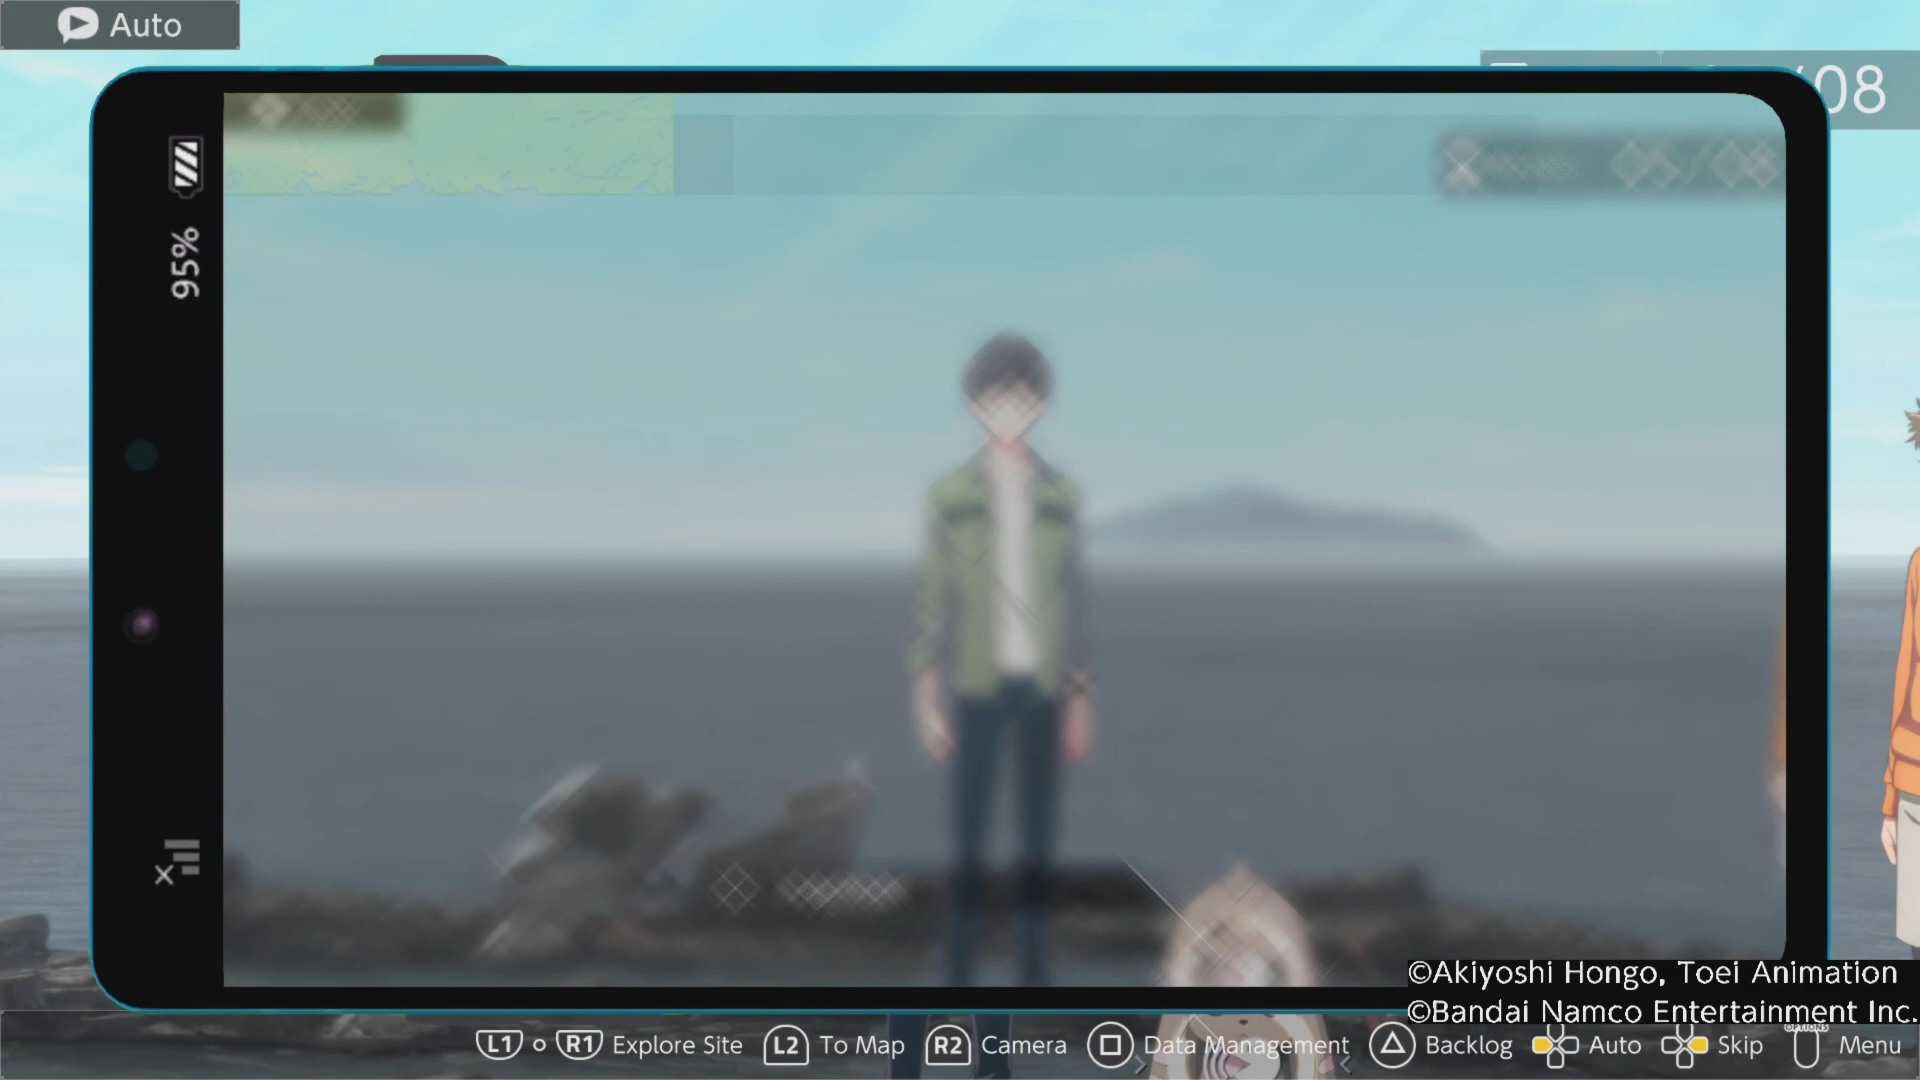 Auto
08
95%
©Akiyoshi Hongo, Toei Animation
©Bandai Namco Entertainment Inc.
L1 o R1 Explore Site L2 To Map R2 Camera Data Management Backlog Auto Skip OPTIONS Menu